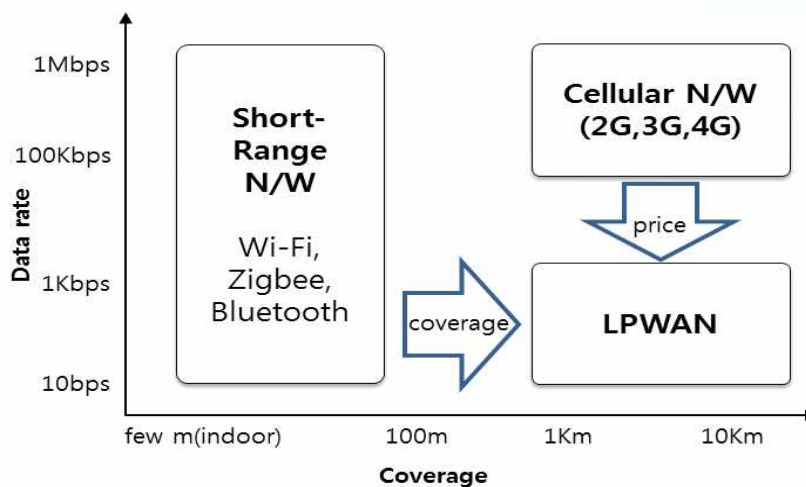 1Mbps
100Kbps
1Kbps
10bps
Data rate
Short-
Range
N/W
Wi-Fi,
Zigbee,
Bluetooth
Cellular N/W
(2G,3G,4G)
price
coverage
LPWAN
few m(indoor)
100m
1Km
10Km
Coverage